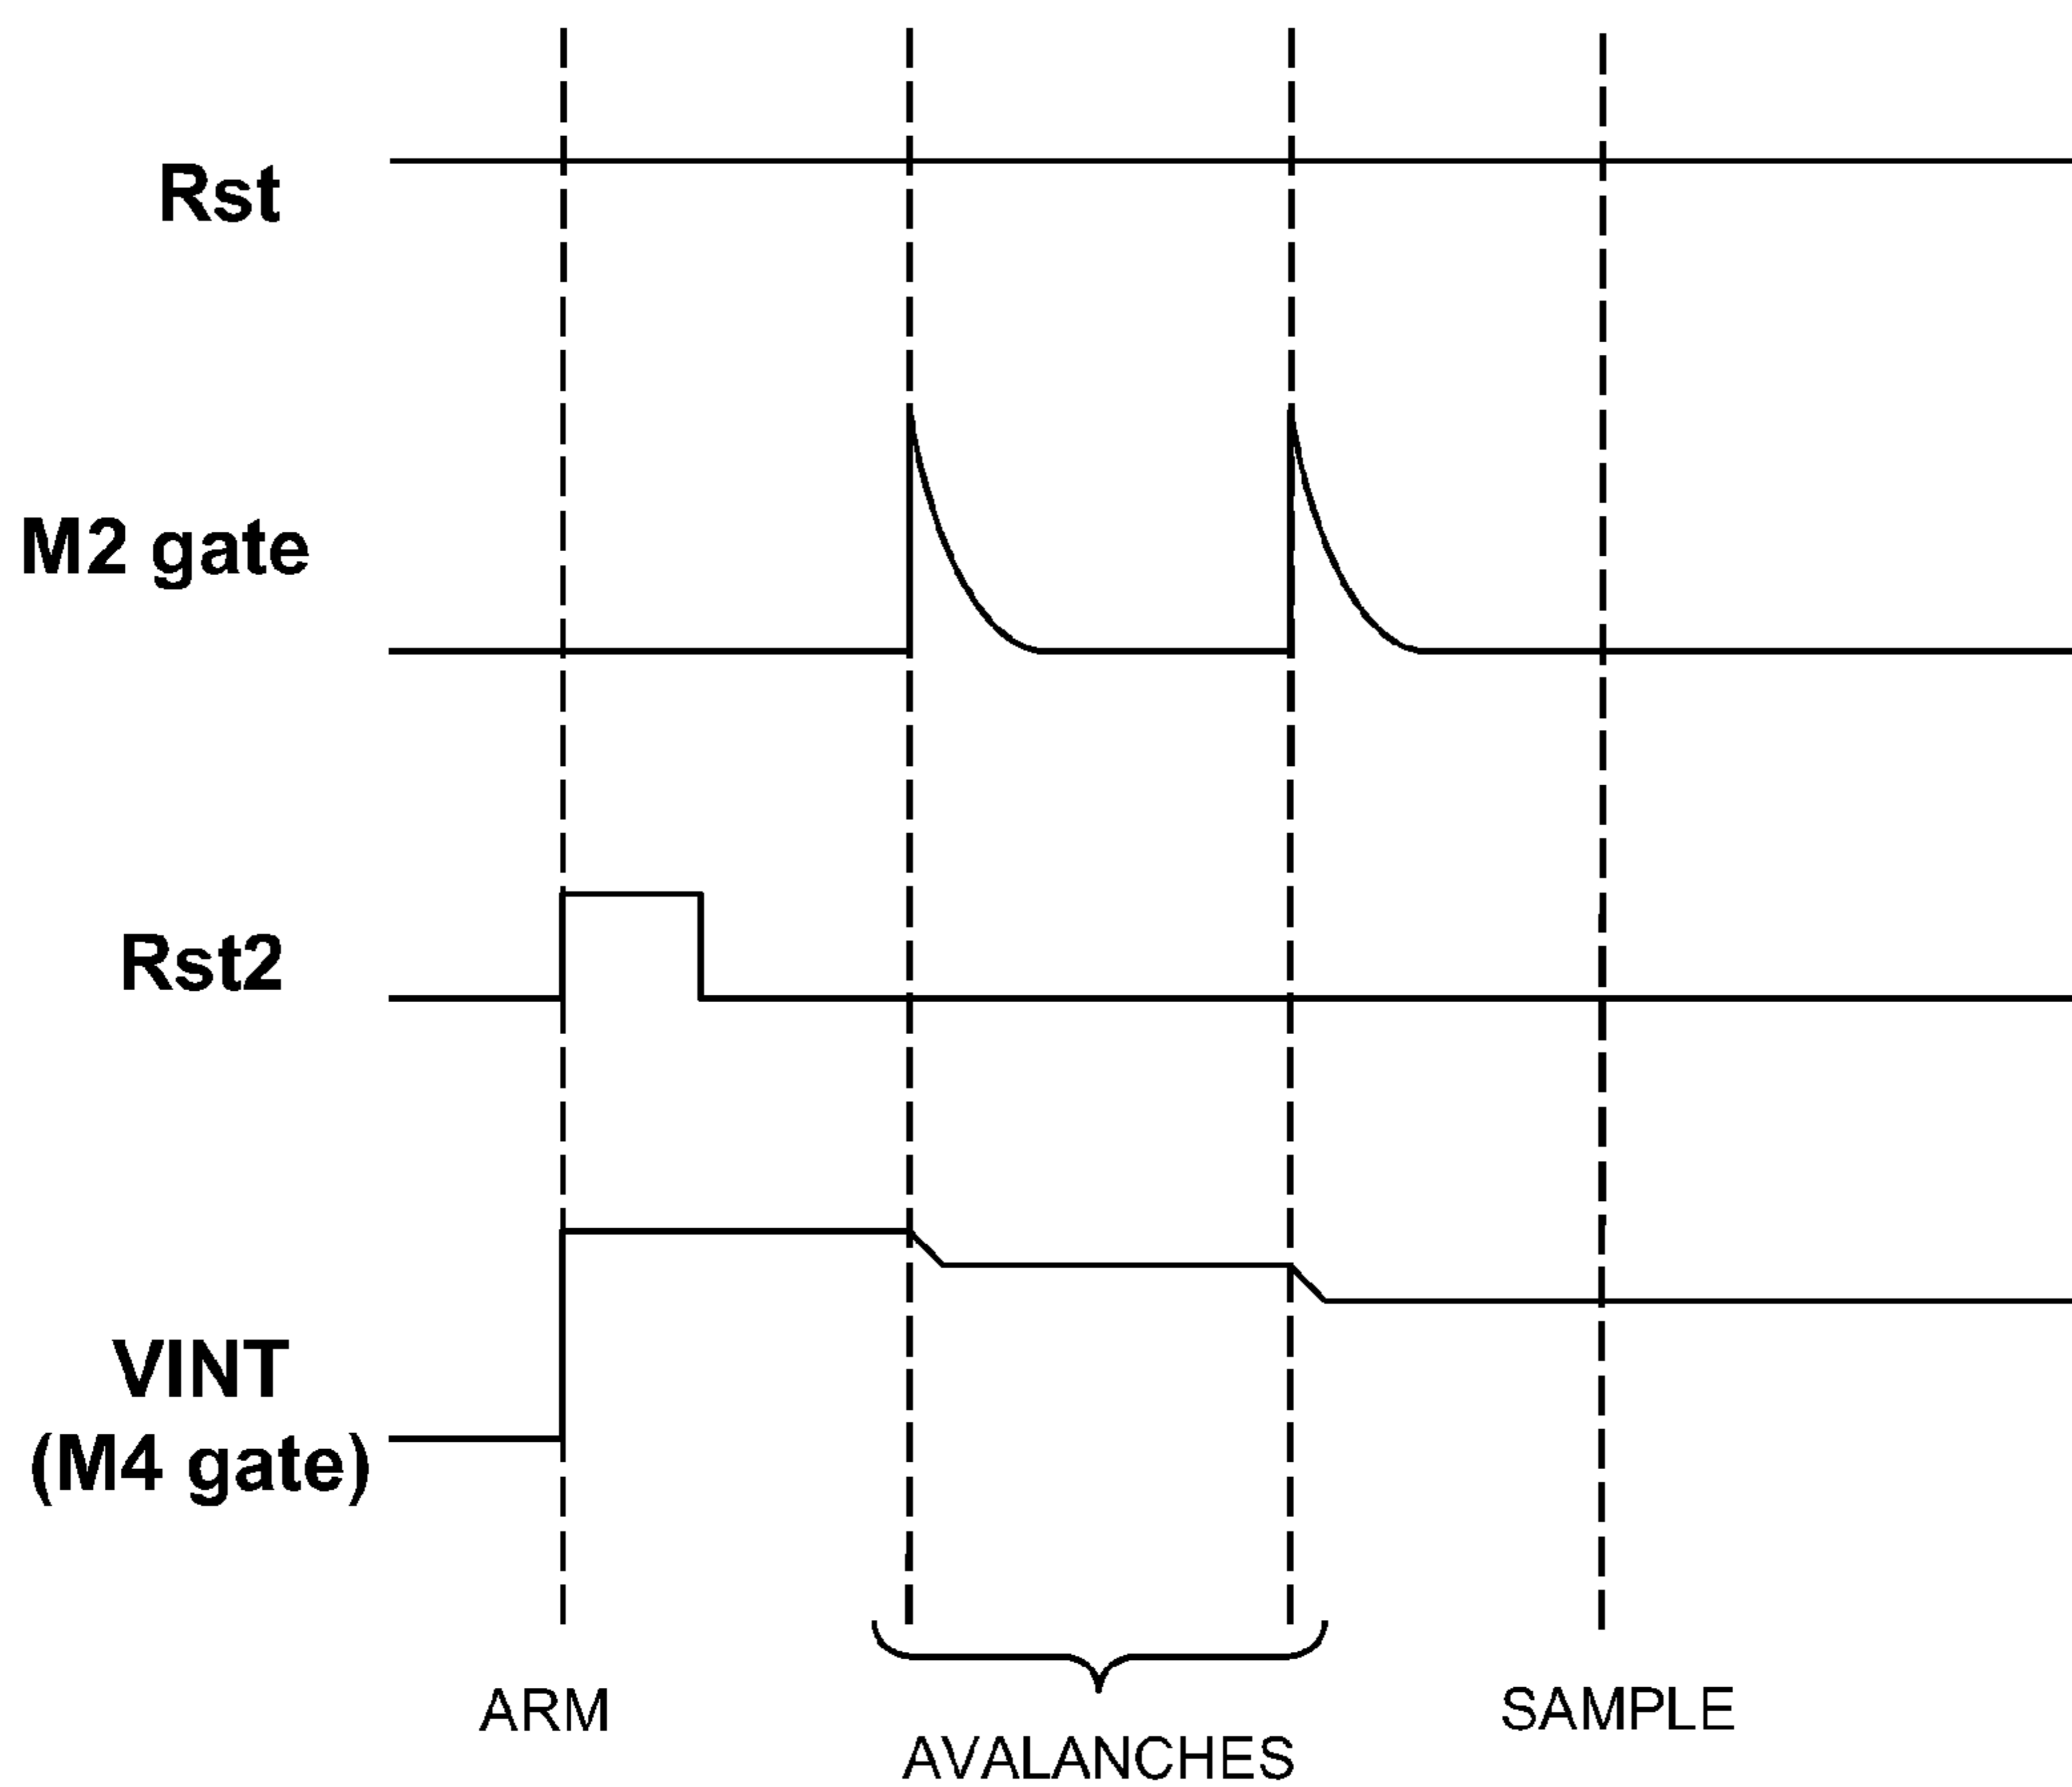 Rst
M2 gate
Rst2
VINT
(M4 gate)
ARM
AVALANCHES
SAMPLE